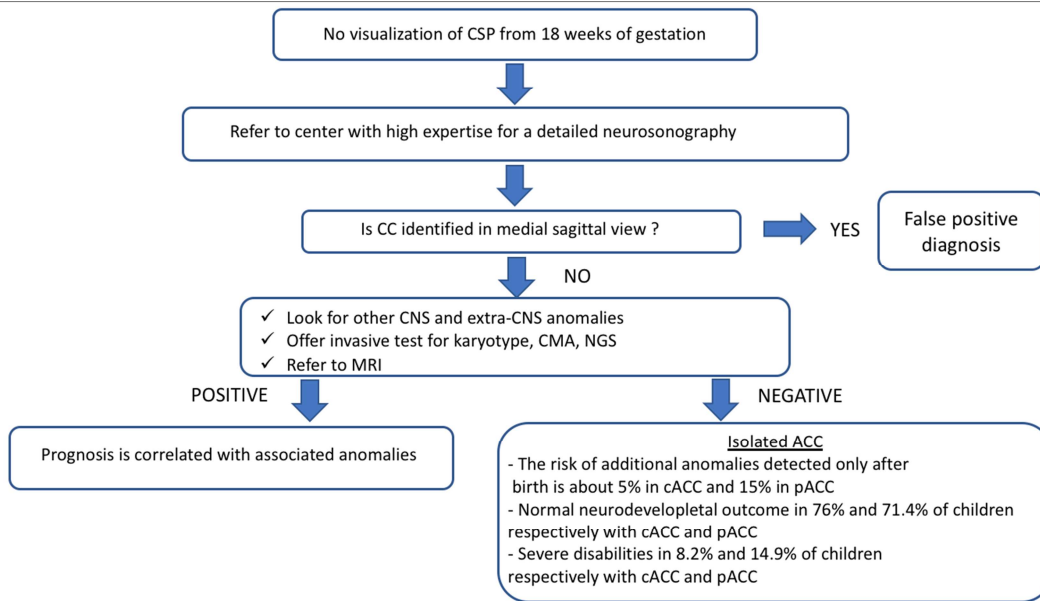 No visualization of CSP from 18 weeks of gestation
Refer to center with high expertise for a detailed neurosonography
Is CC identified in medial sagittal view ?
YES
False positive
diagnosis
NO
✓ Look for other CNS and extra-CNS anomalies
✓ Offer invasive test for karyotype, CMA, NGS
✓ Refer to MRI
POSITIVE
NEGATIVE
Prognosis is correlated with associated anomalies
Isolated ACC
- The risk of additional anomalies detected only after
birth is about 5% in cACC and 15% in pACC
- Normal neurodevelopletal outcome in 76% and 71.4% of children
respectively with cACC and pACC
- Severe disabilities in 8.2% and 14.9% of children
respectively with cACC and pACC